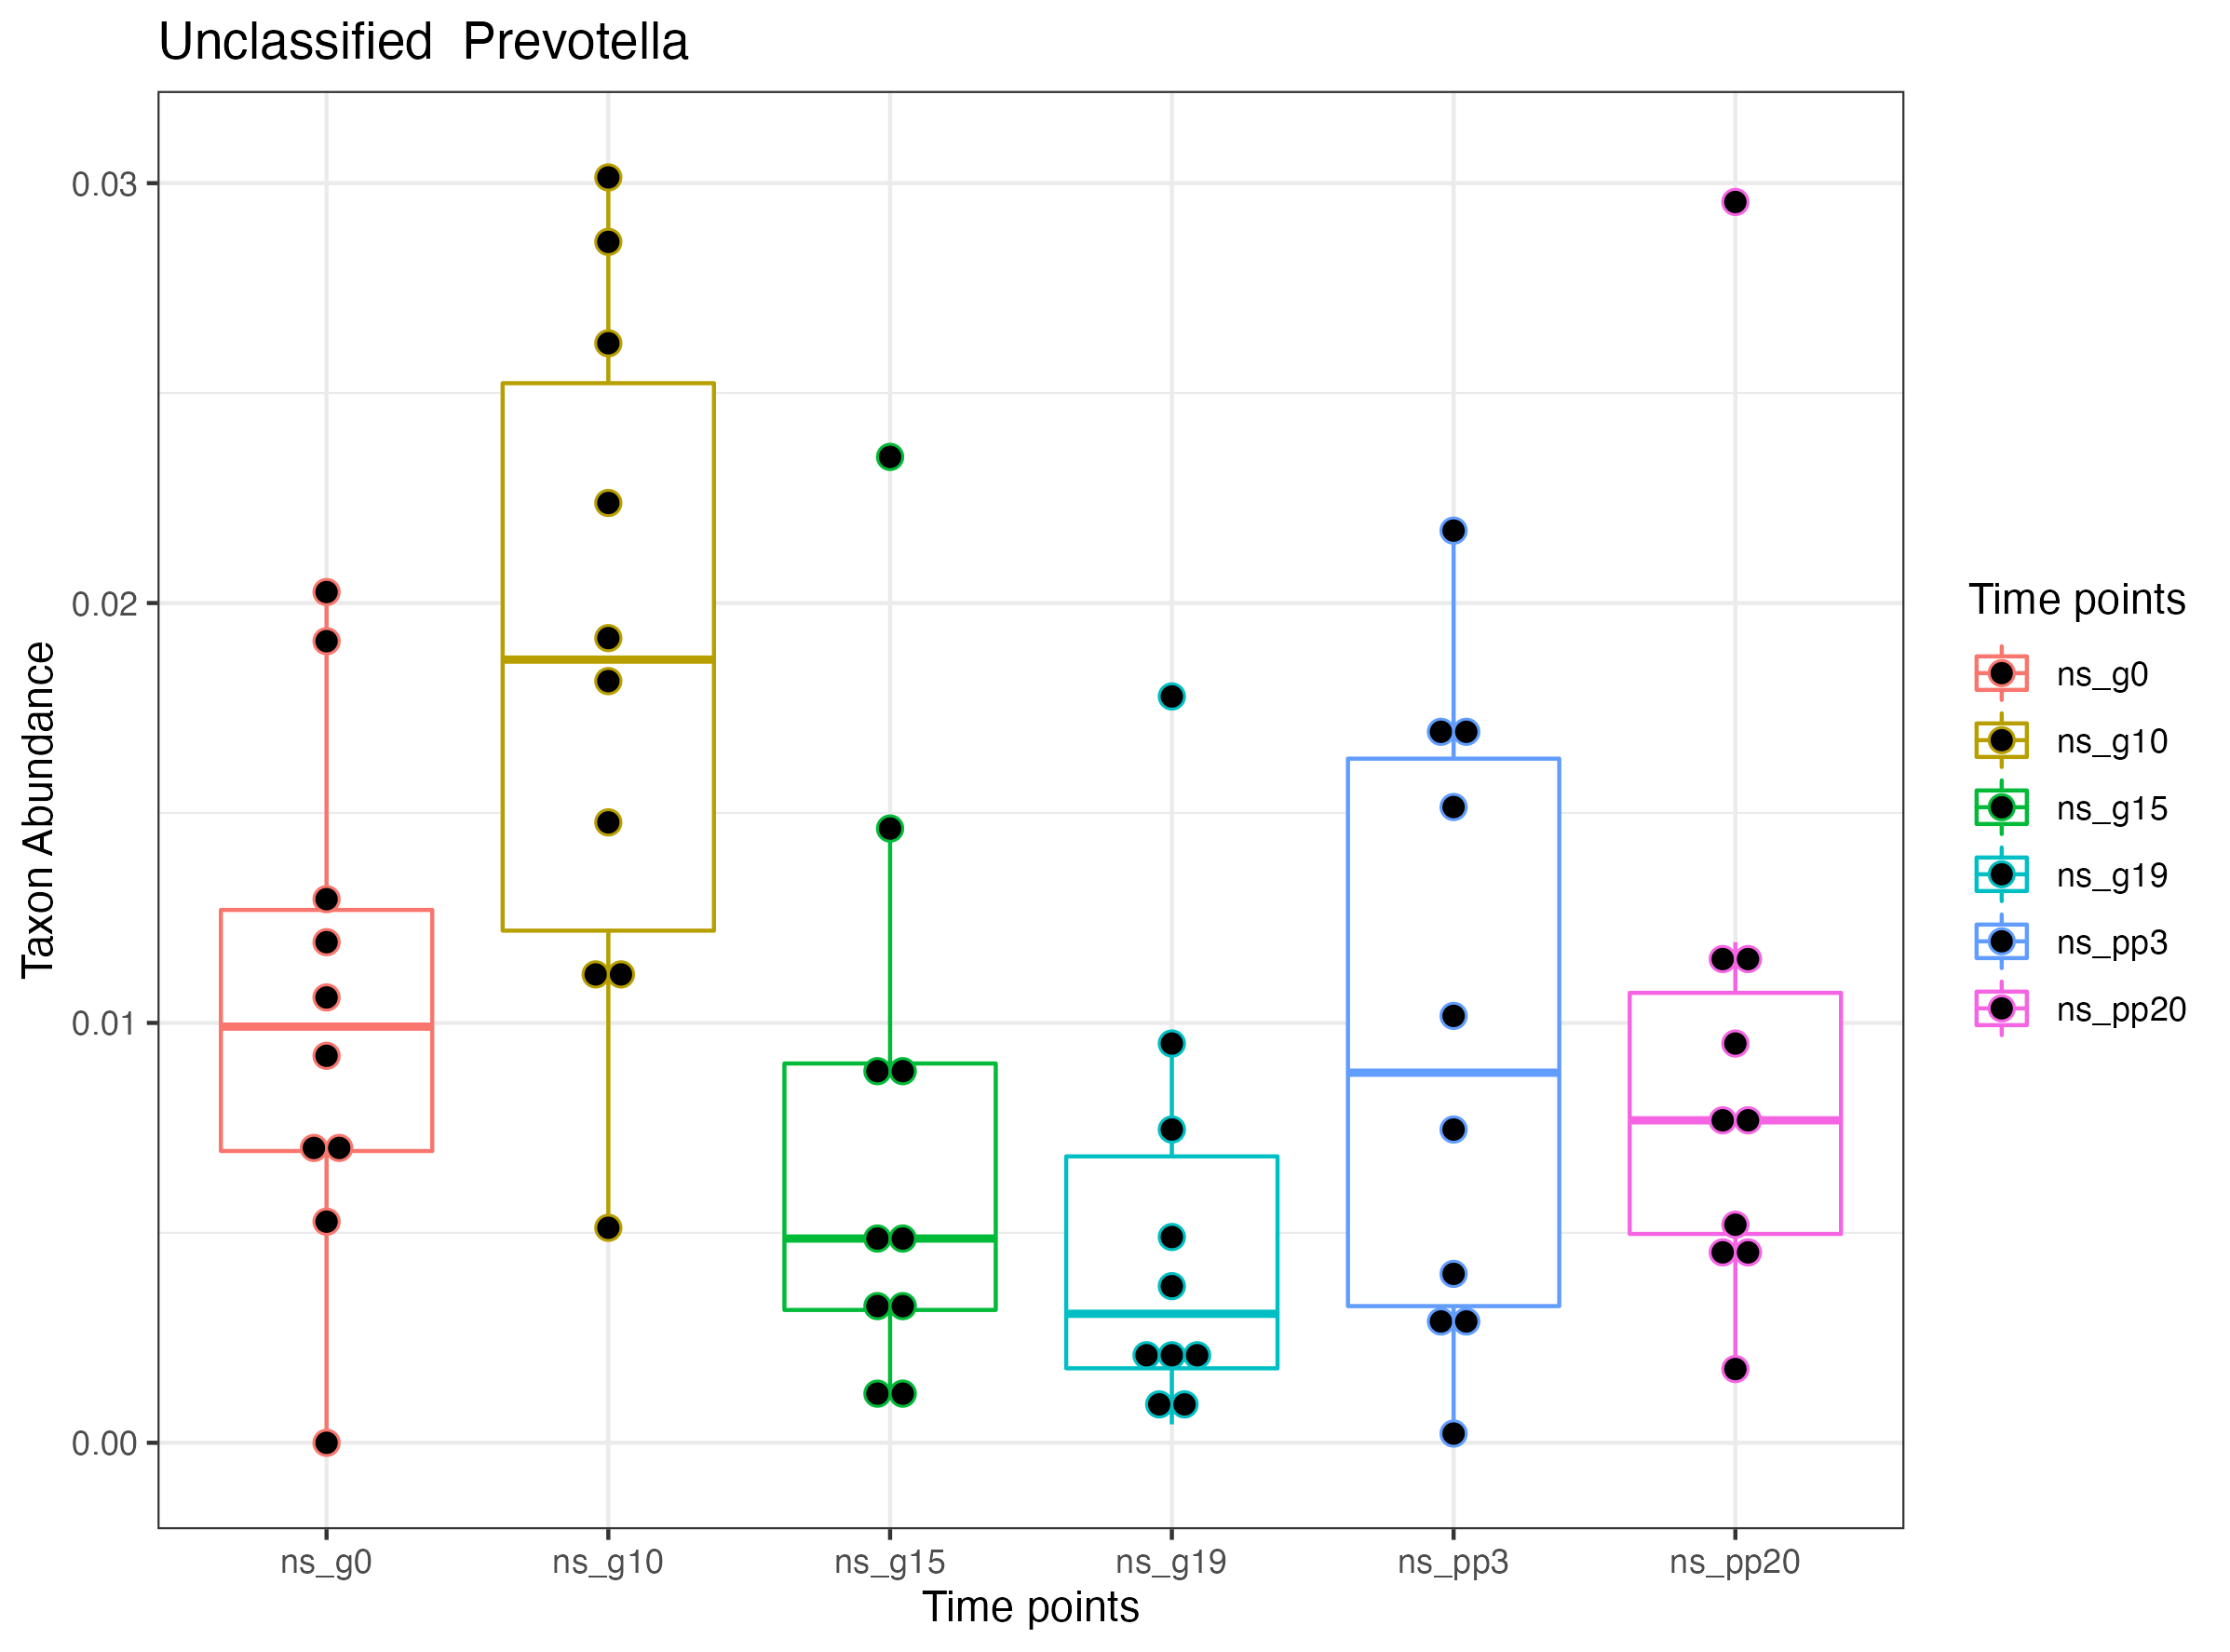 Unclassified  Prevotella
0.03
0.02
0.01
0.00
Taxon Abundance
ns_g0
ns_g10
ns_g15
ns_g19
ns_pp3
ns_pp20
Time points
Time points
ns_g0
ns_g10
ns_g15
ns_g19
ns_pp3
ns_pp20